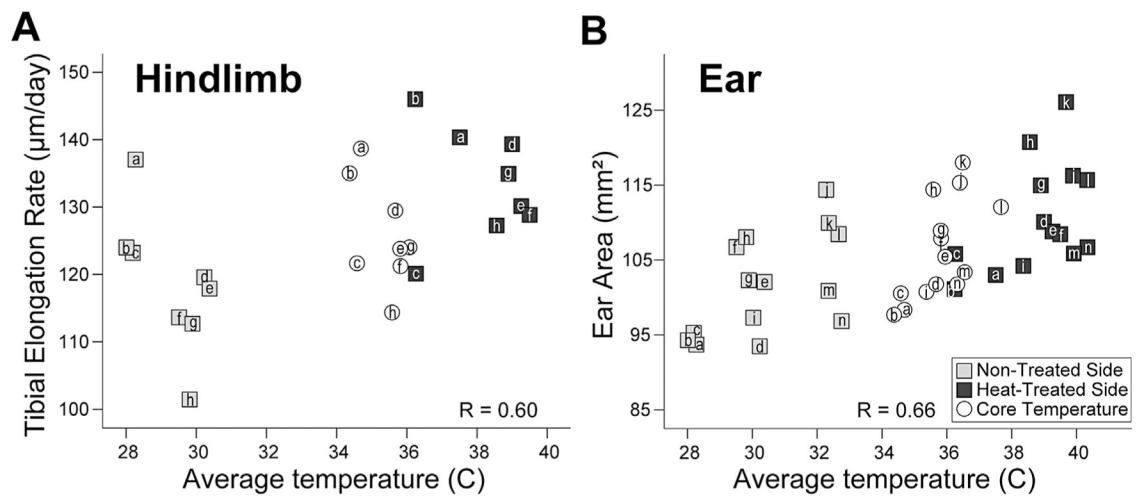 A
Hindlimb
Tibial Elongation Rate (µm/day)
150
140
130
120
110
100
b
a
d
g
e
f
h
c
a
b
d
e
g
c
f
h
a
b
c
d
e
f
g
h
R = 0.60
28
30
32
34
36
38
40
Average temperature (C)
B
Ear
Ear Area (mm²)
125
115
105
95
85
k
h
g
d
e
f
c
m
n
i
a
k
j
h
l
g
e
m
d
n
c
a
b
j
k
f
h
g
e
m
i
n
c
b
a
d
R = 0.66
Non-Treated Side
Heat-Treated Side
Core Temperature
28
30
32
34
36
38
40
Average temperature (C)